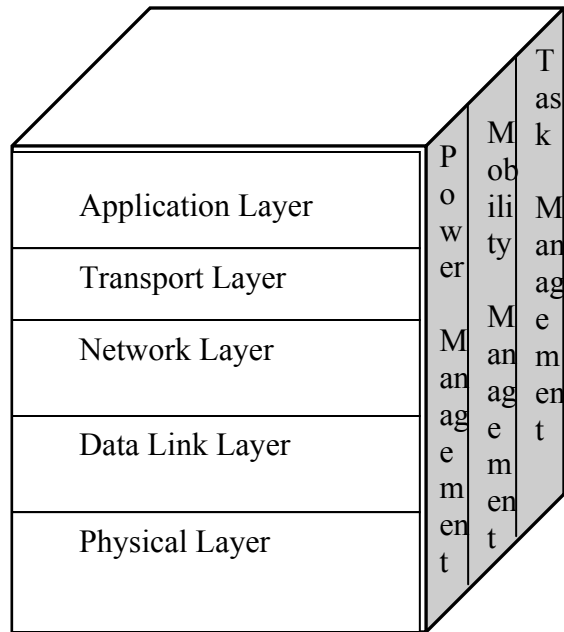 Application Layer
Transport Layer
Network Layer
Data Link Layer
Physical Layer
P
o
w
er
M
an
ag
e
m
en
t
M
ob
ili
ty
M
an
ag
e
m
en
t
T
as
k
M
an
ag
e
m
en
t